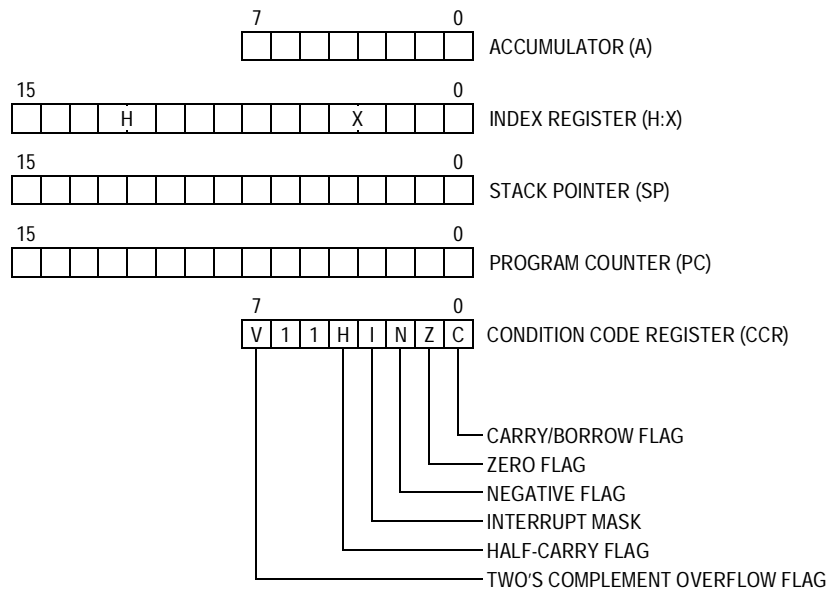 7 0
ACCUMULATOR (A)
15 0
H X INDEX REGISTER (H:X)
15 0
STACK POINTER (SP)
15 0
PROGRAM COUNTER (PC)
7 0
V 1 1 H I N Z C CONDITION CODE REGISTER (CCR)
CARRY/BORROW FLAG
ZERO FLAG
NEGATIVE FLAG
INTERRUPT MASK
HALF-CARRY FLAG
TWO'S COMPLEMENT OVERFLOW FLAG